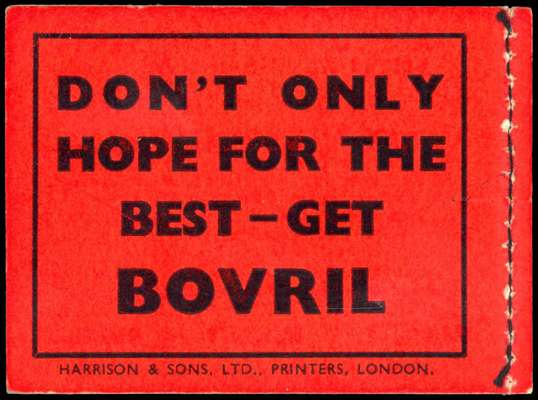 DON'T ONLY
HOPE FOR THE
BEST – GET
BOVRIL
HARRISON & SONS, LTD., PRINTERS, LONDON.